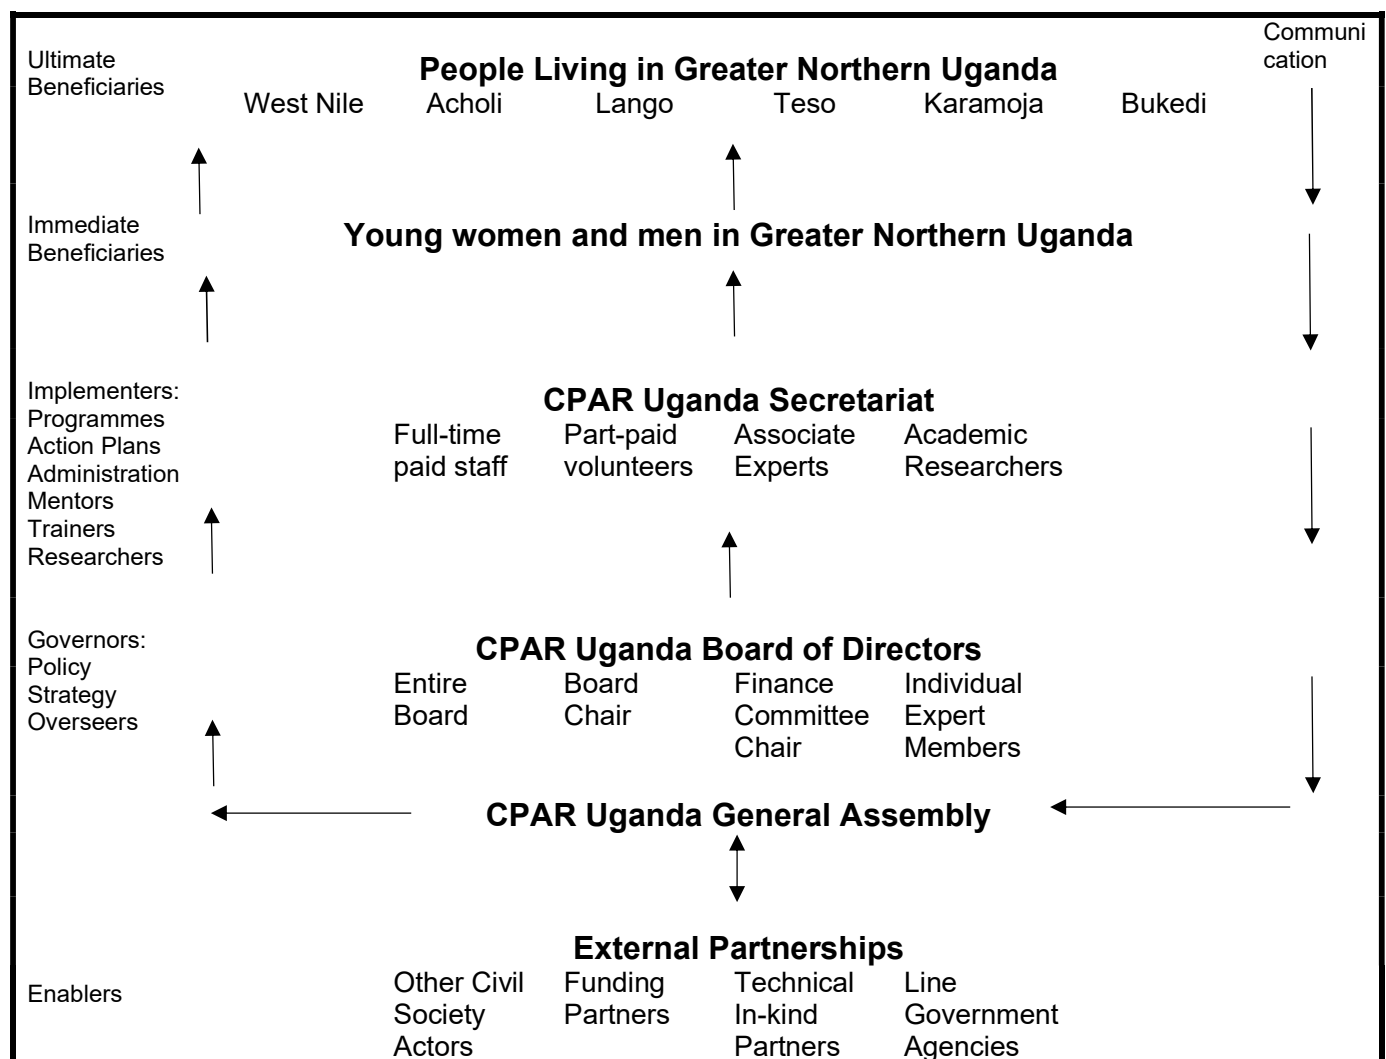 Communi
cation
Ultimate
Beneficiaries
People Living in Greater Northern Uganda
West Nile Acholi Lango Teso Karamoja Bukedi
Immediate
Beneficiaries
Young women and men in Greater Northern Uganda
Implementers:
Programmes
Action Plans
Administration
Mentors
Trainers
Researchers
CPAR Uganda Secretariat
Full-time
paid staff
Part-paid
volunteers
Associate
Experts
Academic
Researchers
Governors:
Policy
Strategy
Overseers
CPAR Uganda Board of Directors
Entire
Board
Board
Chair
Finance
Committee
Chair
Individual
Expert
Members
CPAR Uganda General Assembly
External Partnerships
Enablers
Other Civil
Society
Actors
Funding
Partners
Technical
In-kind
Partners
Line
Government
Agencies